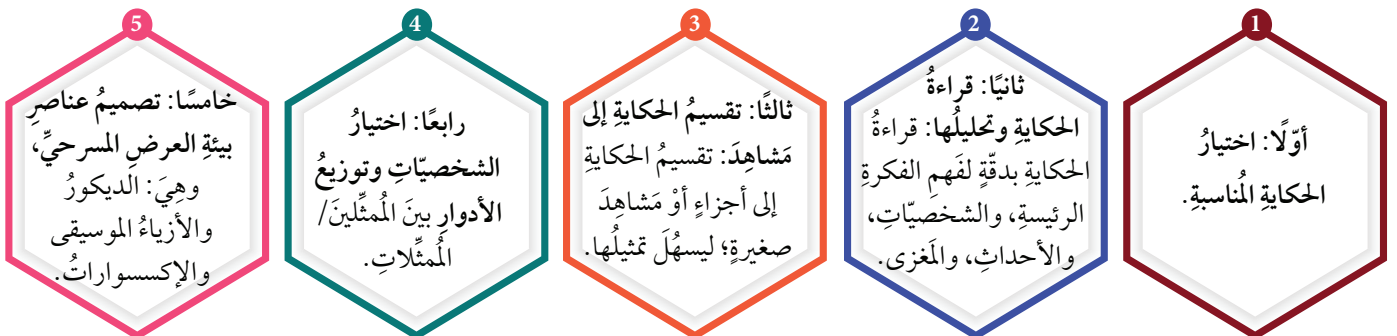 1
أوّلًا: اختيارُ
الحكايةِ المُناسبةِ.
2
ثانيًا: قراءةُ
الحكايةِ وتحليلُها: قراءةُ
الحكايةِ بدقّةٍ لفَهمِ الفكرةِ
الرئيسةِ، والشخصيّاتِ،
والأحداثِ، والمَغزى.
3
ثالثًا: تقسيمُ الحكايةِ إلى
مَشاهِدَ: تقسيمُ الحكايةِ
إلى أجزاءٍ أوْ مَشاهِدَ
صغيرةٍ؛ ليسهُلَ تمثيلُها.
4
رابعًا: اختيارُ
الشخصيّاتِ وتوزيعُ
الأدوارِ بينَ المُمثِّلينَ/
المُمثِّلاتِ.
5
خامسًا: تصميمُ عناصرِ
بيئةِ العرضِ المسرحيِّ،
وهِيَ: الديكورُ
والأزياءُ الموسيقى
والإكسسواراتُ.